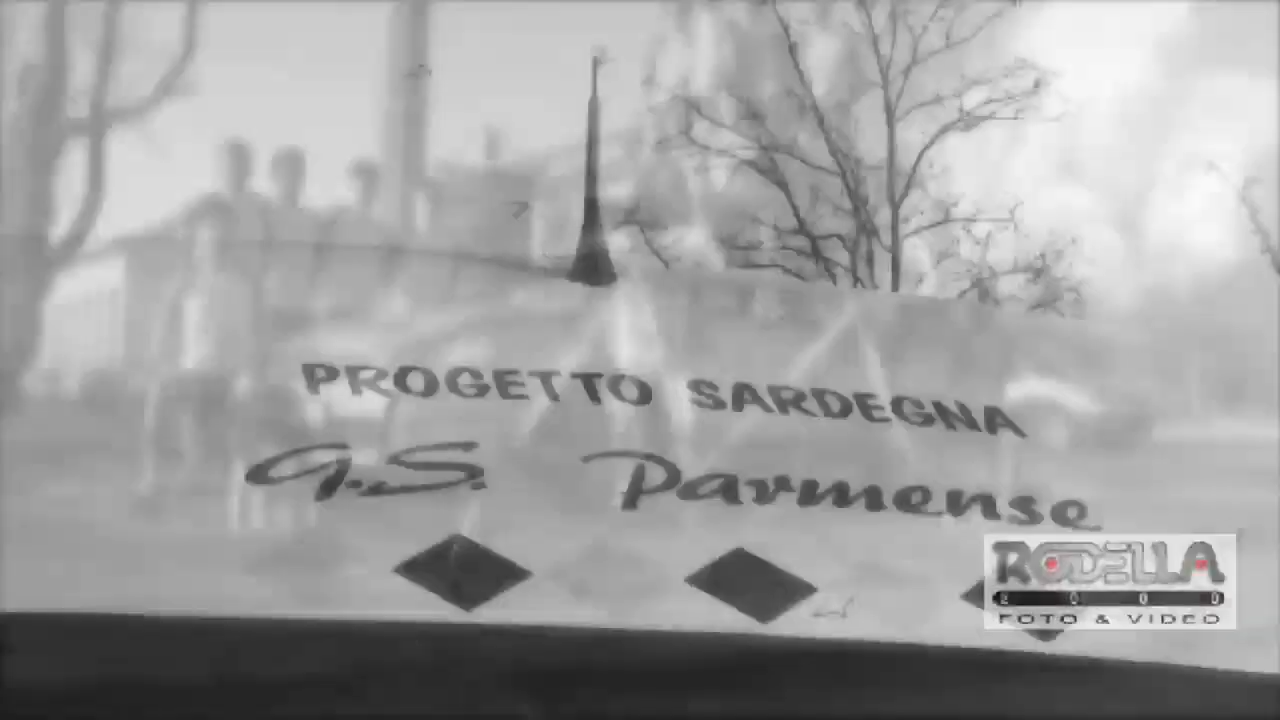 PROGETTO SARDEGNA
G.S. Parmense
RODELLA
2000
FOTO & VIDEO